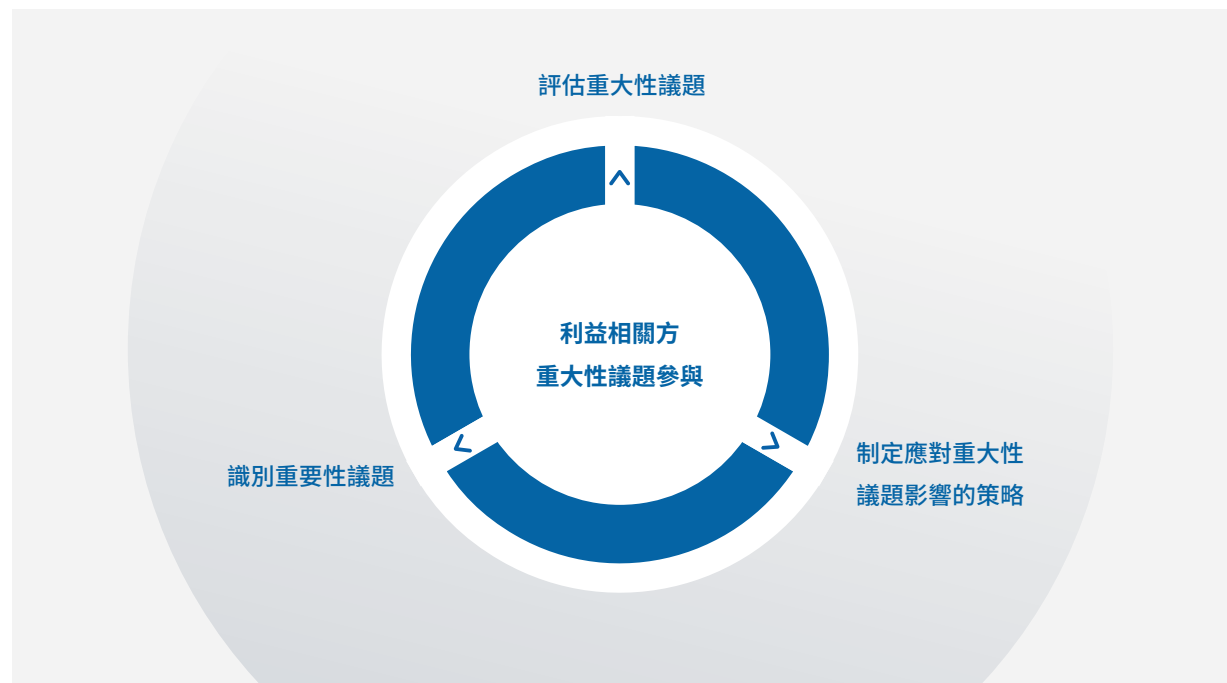 評估重大性議題
利益相關方
重大性議題參與
制定應對重大性
議題影響的策略
識別重要性議題